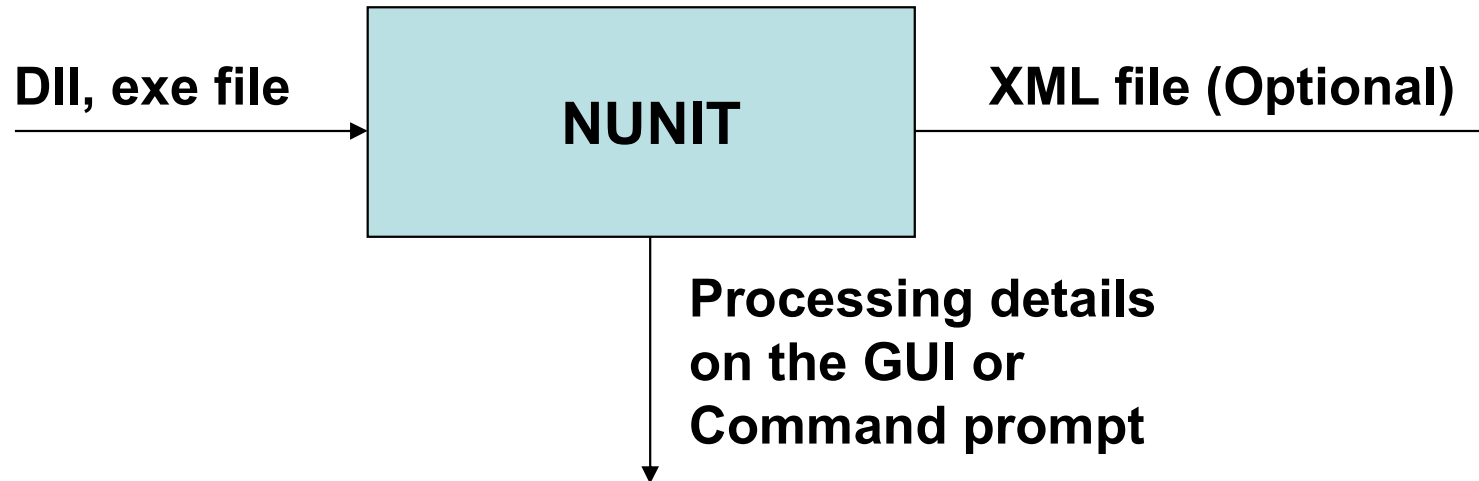 Dll, exe file
NUNIT
XML file (Optional)
Processing details
on the GUI or
Command prompt